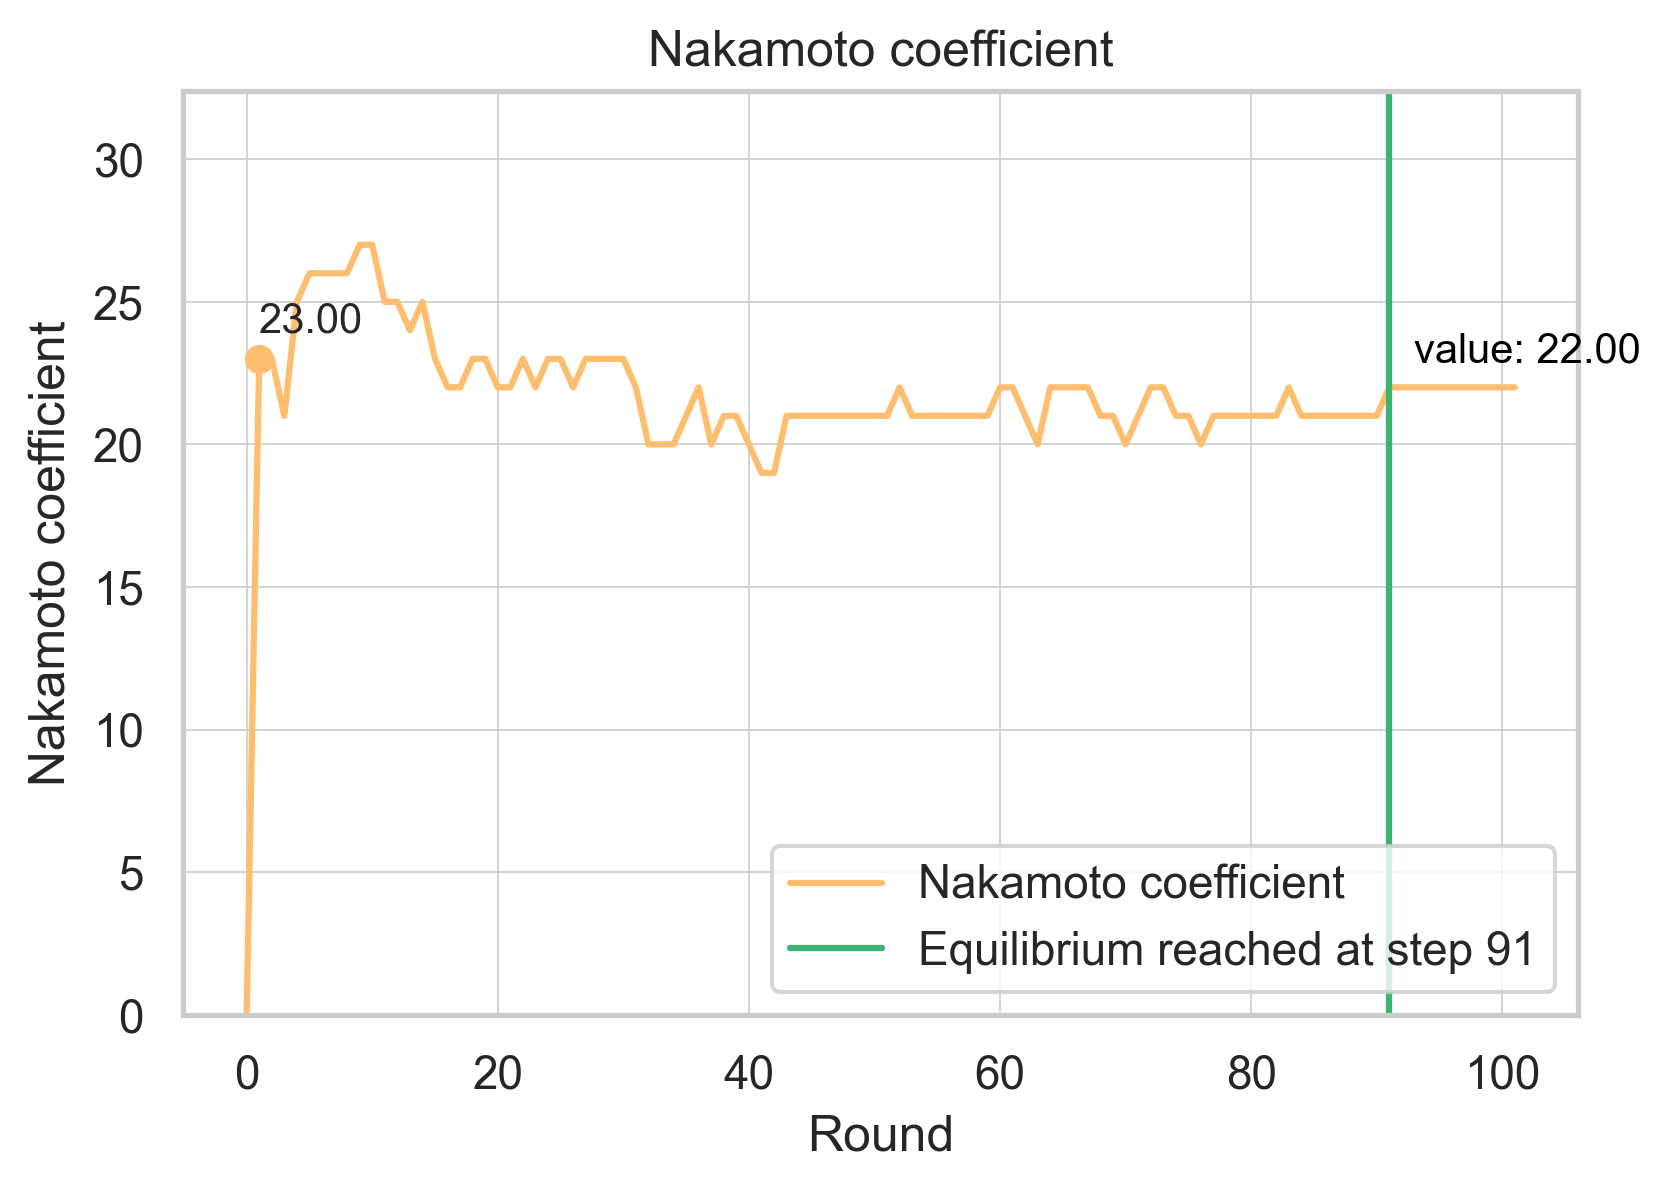 Nakamoto coefficient
30
25
20
15
10
5
0
Nakamoto coefficient
23.00
value: 22.00
Nakamoto coefficient
Equilibrium reached at step 91
0 20 40 60 80 100
Round